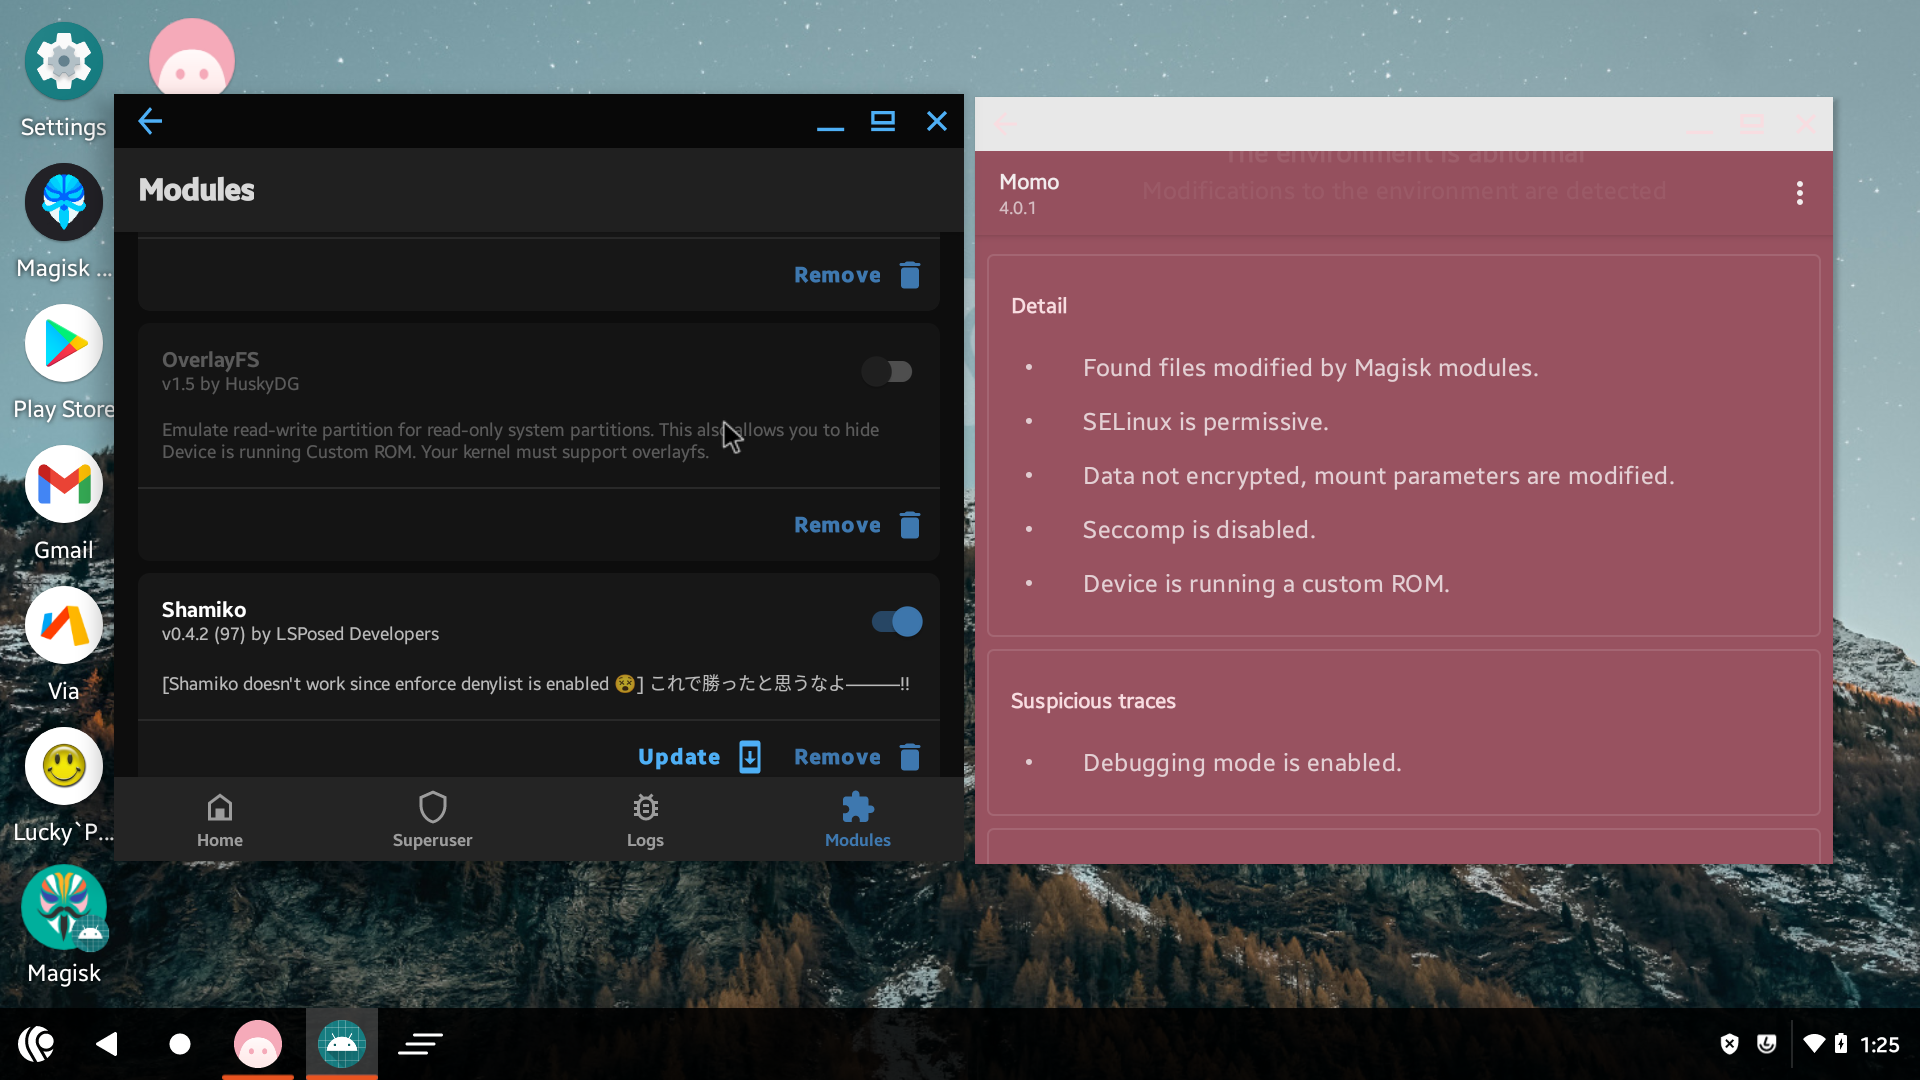 Settings
Magisk ...
Play Store
Gmail
Via
Lucky`P...
Magisk
Modules
Remove
OverlayFS
v1.5 by HuskyDG
Emulate read-write partition for read-only system partitions. This also allows you to hide
Device is running Custom ROM. Your kernel must support overlayfs.
Remove
Shamiko
v0.4.2 (97) by LSPosed Developers
[Shamiko doesn't work since enforce denylist is enabled 😵] これで勝ったと思うなよ―――!!
Update
Remove
Home
Superuser
Logs
Modules
The environment is abnormal
Modifications to the environment are detected
Momo
4.0.1
Detail
• Found files modified by Magisk modules.
• SELinux is permissive.
• Data not encrypted, mount parameters are modified.
• Seccomp is disabled.
• Device is running a custom ROM.
Suspicious traces
• Debugging mode is enabled.
1:25